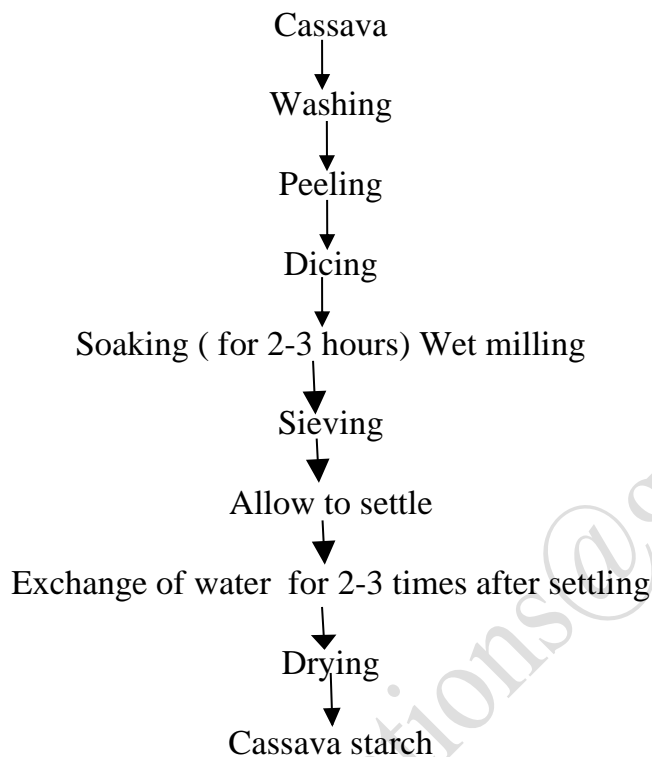 Cassava
Washing
Peeling
Dicing
Soaking ( for 2-3 hours) Wet milling
Sieving
Allow to settle
Exchange of water for 2-3 times after settling
Drying
Cassava starch